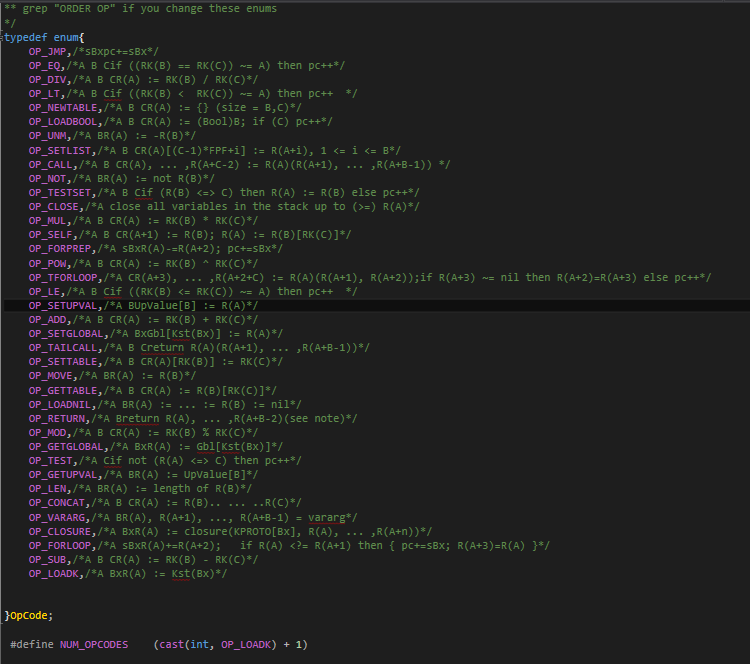 ** grep "ORDER OP" if you change these enums
*/
typedef enum{
OP_JMP,/*sBxpc+=sBx*/
OP_EQ,/*A B Cif ((RK(B) == RK(C)) ~= A) then pc++*/
OP_DIV,/*A B CR(A) := RK(B) / RK(C)*/
OP_LT,/*A B Cif ((RK(B) <  RK(C)) ~= A) then pc++  */
OP_NEWTABLE,/*A B CR(A) := {} (size = B,C)*/
OP_LOADBOOL,/*A B CR(A) := (Bool)B; if (C) pc++*/
OP_UNM,/*A BR(A) := -R(B)*/
OP_SETLIST,/*A B CR(A)[(C-1)*FPF+i] := R(A+i), 1 <= i <= B*/
OP_CALL,/*A B CR(A), ... ,R(A+C-2) := R(A)(R(A+1), ... ,R(A+B-1)) */
OP_NOT,/*A BR(A) := not R(B)*/
OP_TESTSET,/*A B Cif (R(B) <=> C) then R(A) := R(B) else pc++*/
OP_CLOSE,/*A close all variables in the stack up to (>=) R(A)*/
OP_MUL,/*A B CR(A) := RK(B) * RK(C)*/
OP_SELF,/*A B CR(A+1) := R(B); R(A) := R(B)[RK(C)]*/
OP_FORPREP,/*A sBxR(A)-=R(A+2); pc+=sBx*/
OP_POW,/*A B CR(A) := RK(B) ^ RK(C)*/
OP_TFORLOOP,/*A CR(A+3), ... ,R(A+2+C) := R(A)(R(A+1), R(A+2));if R(A+3) ~= nil then R(A+2)=R(A+3) else pc++*/
OP_LE,/*A B Cif ((RK(B) <= RK(C)) ~= A) then pc++  */
OP_SETUPVAL,/*A BUpValue[B] := R(A)*/
OP_ADD,/*A B CR(A) := RK(B) + RK(C)*/
OP_SETGLOBAL,/*A BxGbl[Kst(Bx)] := R(A)*/
OP_TAILCALL,/*A B Creturn R(A)(R(A+1), ... ,R(A+B-1))*/
OP_SETTABLE,/*A B CR(A)[RK(B)] := RK(C)*/
OP_MOVE,/*A BR(A) := R(B)*/
OP_GETTABLE,/*A B CR(A) := R(B)[RK(C)]*/
OP_LOADNIL,/*A BR(A) := ... := R(B) := nil*/
OP_RETURN,/*A Breturn R(A), ... ,R(A+B-2)(see note)*/
OP_MOD,/*A B CR(A) := RK(B) % RK(C)*/
OP_GETGLOBAL,/*A BxR(A) := Gbl[Kst(Bx)]*/
OP_TEST,/*A Cif not (R(A) <=> C) then pc++*/
OP_GETUPVAL,/*A BR(A) := UpValue[B]*/
OP_LEN,/*A BR(A) := length of R(B)*/
OP_CONCAT,/*A B CR(A) := R(B).. ... ..R(C)*/
OP_VARARG,/*A BR(A), R(A+1), ..., R(A+B-1) = vararg*/
OP_CLOSURE,/*A BxR(A) := closure(KPROTO[Bx], R(A), ... ,R(A+n))*/
OP_FORLOOP,/*A sBxR(A)+=R(A+2);   if R(A) <?= R(A+1) then { pc+=sBx; R(A+3)=R(A) }*/
OP_SUB,/*A B CR(A) := RK(B) - RK(C)*/
OP_LOADK,/*A BxR(A) := Kst(Bx)*/
}OpCode;
#define NUM_OPCODES    (cast(int, OP_LOADK) + 1)